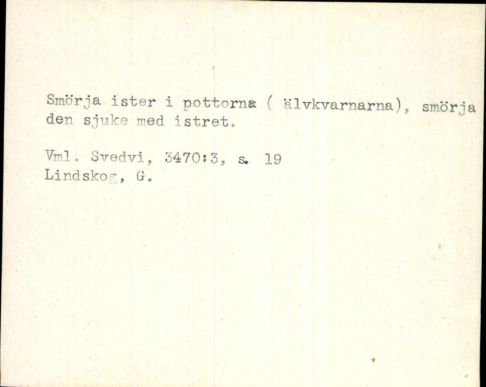 Smörja ister i pottorna ( älvkvarnarna), smörja
den sjuke med istret.
Vml. Svedvi, 3470:3, s. 19
Lindskog, G.